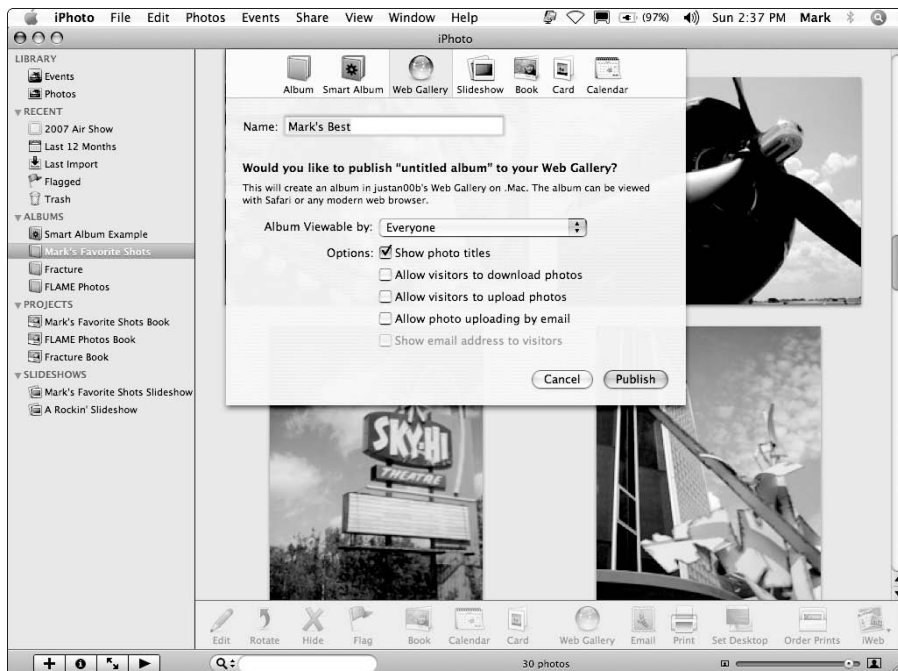 iPhoto File Edit Photos Events Share View Window Help (97%) Sun 2:37 PM Mark
iPhoto
LIBRARY
Events
Photos
RECENT
2007 Air Show
Last 12 Months
Last Import
Flagged
Trash
ALBUMS
Smart Album Example
Mark's Favorite Shots
Fracture
FLAME Photos
PROJECTS
Mark's Favorite Shots Book
FLAME Photos Book
Fracture Book
SLIDESHOWS
Mark's Favorite Shots Slideshow
A Rockin' Slideshow
Album Smart Album Web Gallery Slideshow Book Card Calendar
Name: Mark's Best
Would you like to publish "untitled album" to your Web Gallery?
This will create an album in justan00b's Web Gallery on .Mac. The album can be viewed
with Safari or any modern web browser.
Album Viewable by: Everyone
Options: Show photo titles
Allow visitors to download photos
Allow visitors to upload photos
Allow photo uploading by email
Show email address to visitors
Cancel Publish
SKY-HI
THEATRE
Edit Rotate Hide Flag Book Calendar Card Web Gallery Email Print Set Desktop Order Prints iWeb
30 photos